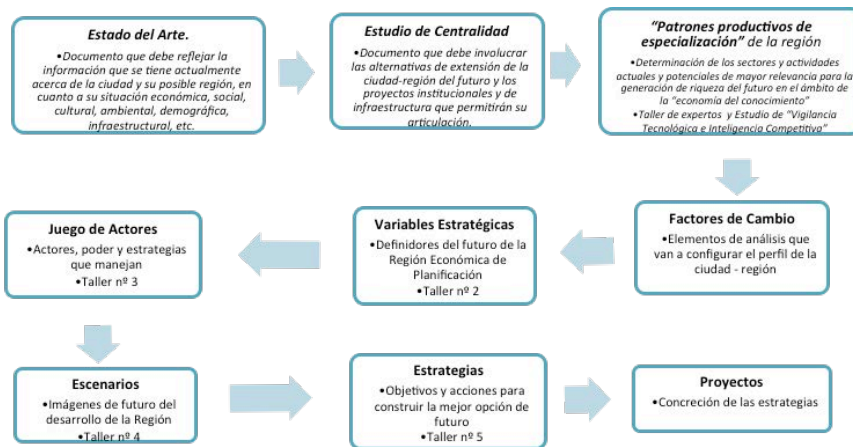 Estado del Arte.
•Documento que debe reflejar la
información que se tiene actualmente
acerca de la ciudad y su posible región, en
cuanto a su situación económica, social,
cultural, ambiental, demográfica,
infraestructural, etc.
Estudio de Centralidad
•Documento que debe involucrar
las alternativas de extensión de la
ciudad-región del futuro y los
proyectos institucionales y de
infraestructura que permitirán su
articulación.
"Patrones productivos de
especialización" de la región
•Determinación de los sectores y actividades
actuales y potenciales de mayor relevancia para la
generación de riqueza del futuro en el ámbito de
la "economía del conocimiento"
•Taller de expertos y Estudio de "Vigilancia
Tecnológica e Inteligencia Competitiva"
Factores de Cambio
•Elementos de análisis que
van a configurar el perfil de la
ciudad - región
Variables Estratégicas
•Definidores del futuro de la
Región Económica de
Planificación
•Taller nº 2
Juego de Actores
•Actores, poder y estrategias
que manejan
•Taller nº 3
Escenarios
•Imágenes de futuro del
desarrollo de la Región
•Taller nº 4
Estrategias
•Objetivos y acciones para
construir la mejor opción de
futuro
•Taller nº 5
Proyectos
•Concreción de las estrategias